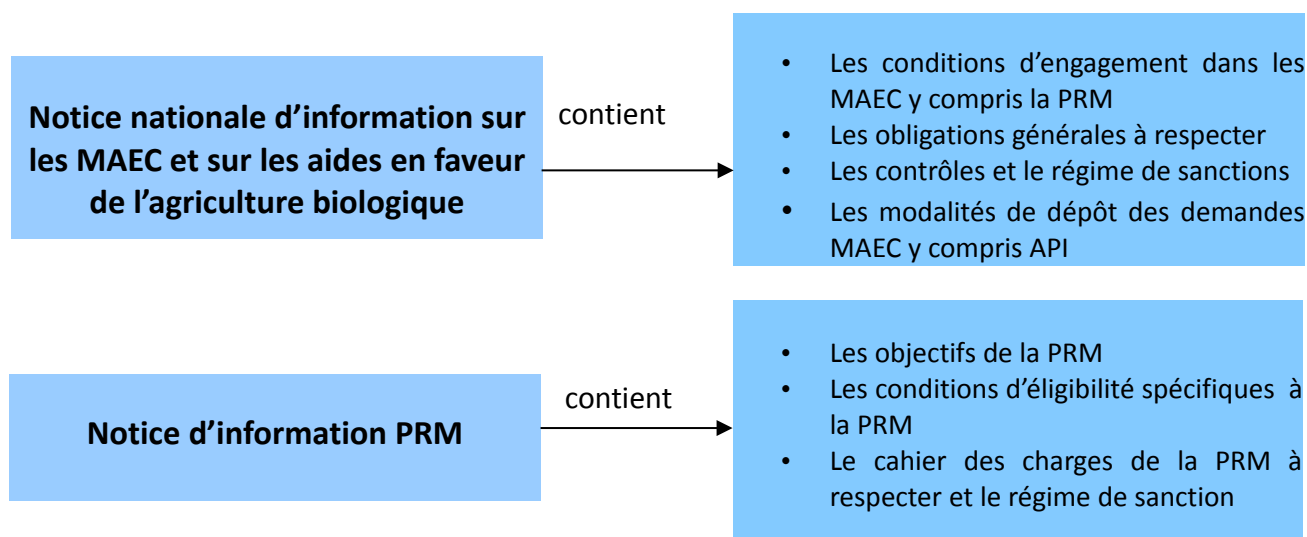 Notice nationale d’information sur
les MAEC et sur les aides en faveur
de l’agriculture biologique
contient
• Les conditions d’engagement dans les
MAEC y compris la PRM
• Les obligations générales à respecter
• Les contrôles et le régime de sanctions
• Les modalités de dépôt des demandes
MAEC y compris API
Notice d’information PRM
contient
• Les objectifs de la PRM
• Les conditions d’éligibilité spécifiques à
la PRM
• Le cahier des charges de la PRM à
respecter et le régime de sanction